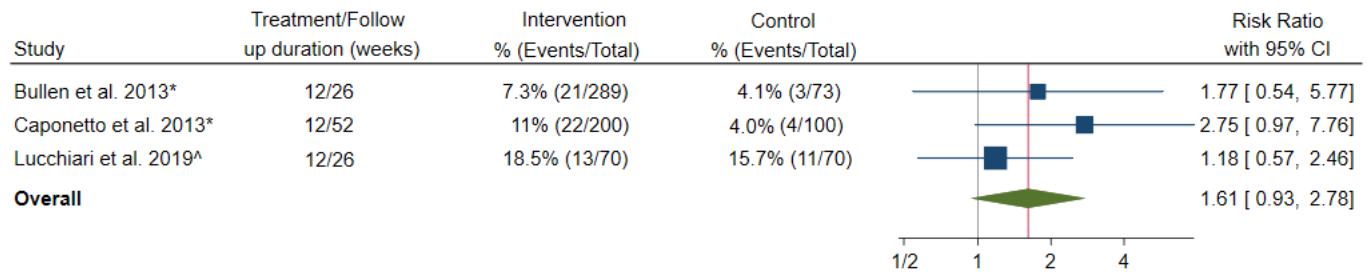 Treatment/Follow Intervention Control Risk Ratio
Study up duration (weeks) % (Events/Total) % (Events/Total) with 95% CI
Bullen et al. 2013* 12/26 7.3% (21/289) 4.1% (3/73) 1.77 [ 0.54, 5.77]
Caponetto et al. 2013* 12/52 11% (22/200) 4.0% (4/100) 2.75 [ 0.97, 7.76]
Lucchiari et al. 2019^ 12/26 18.5% (13/70) 15.7% (11/70) 1.18 [ 0.57, 2.46]
Overall 1.61 [ 0.93, 2.78]
1/2 1 2 4